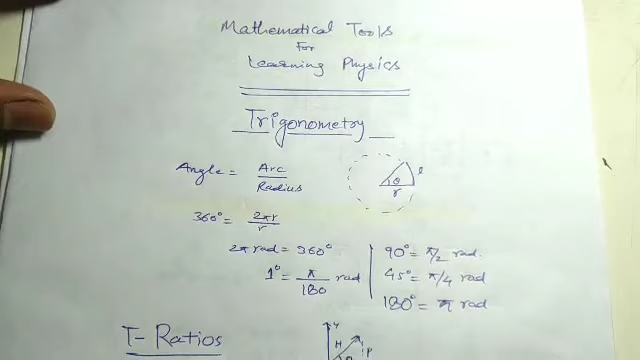 Mathematical Tools
For
Learning Physics
Trigonometry
Angle = Arc / Radius
θ
l
r
360° = 2πr / r
2π rad = 360°
1° = π / 180 rad
90° = π/2 rad.
45° = π/4 rad
180° = π rad
T- Ratios
y
H
P
θ